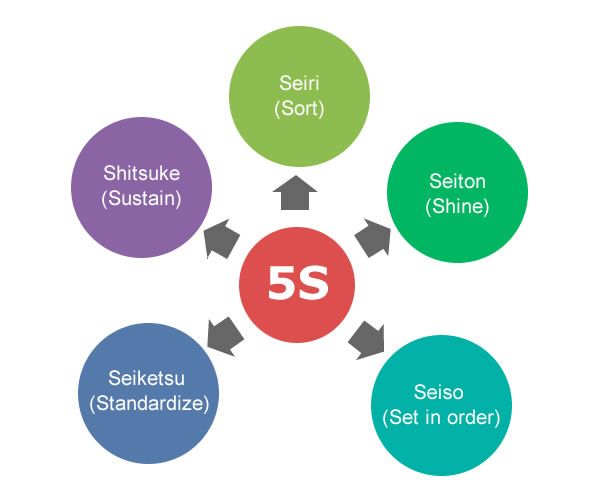 Seiri
(Sort)
Shitsuke
(Sustain)
Seiton
(Shine)
5S
Seiketsu
(Standardize)
Seiso
(Set in order)